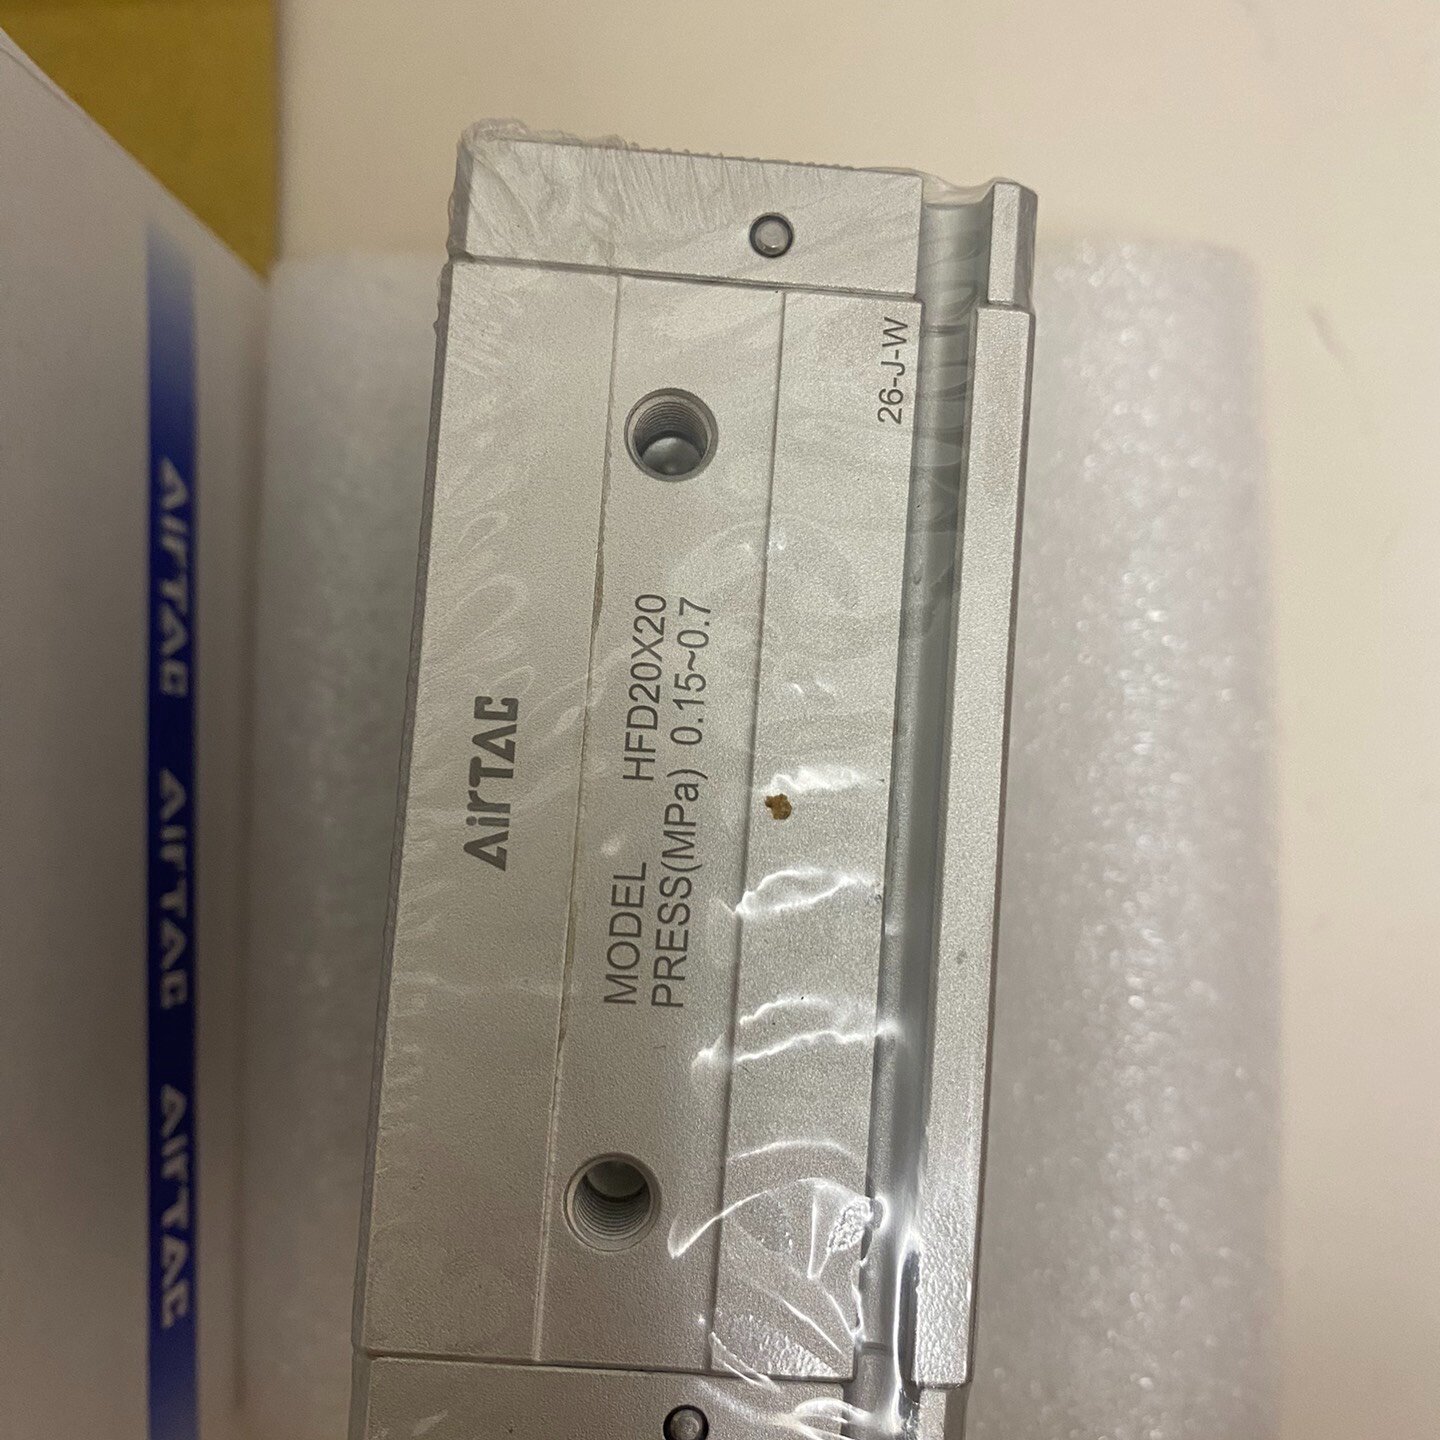 AirTAC
AirTAC
AirTAC
AirTAC
MODEL HFD20X20
PRESS(MPa) 0.15~0.7
26-J-W